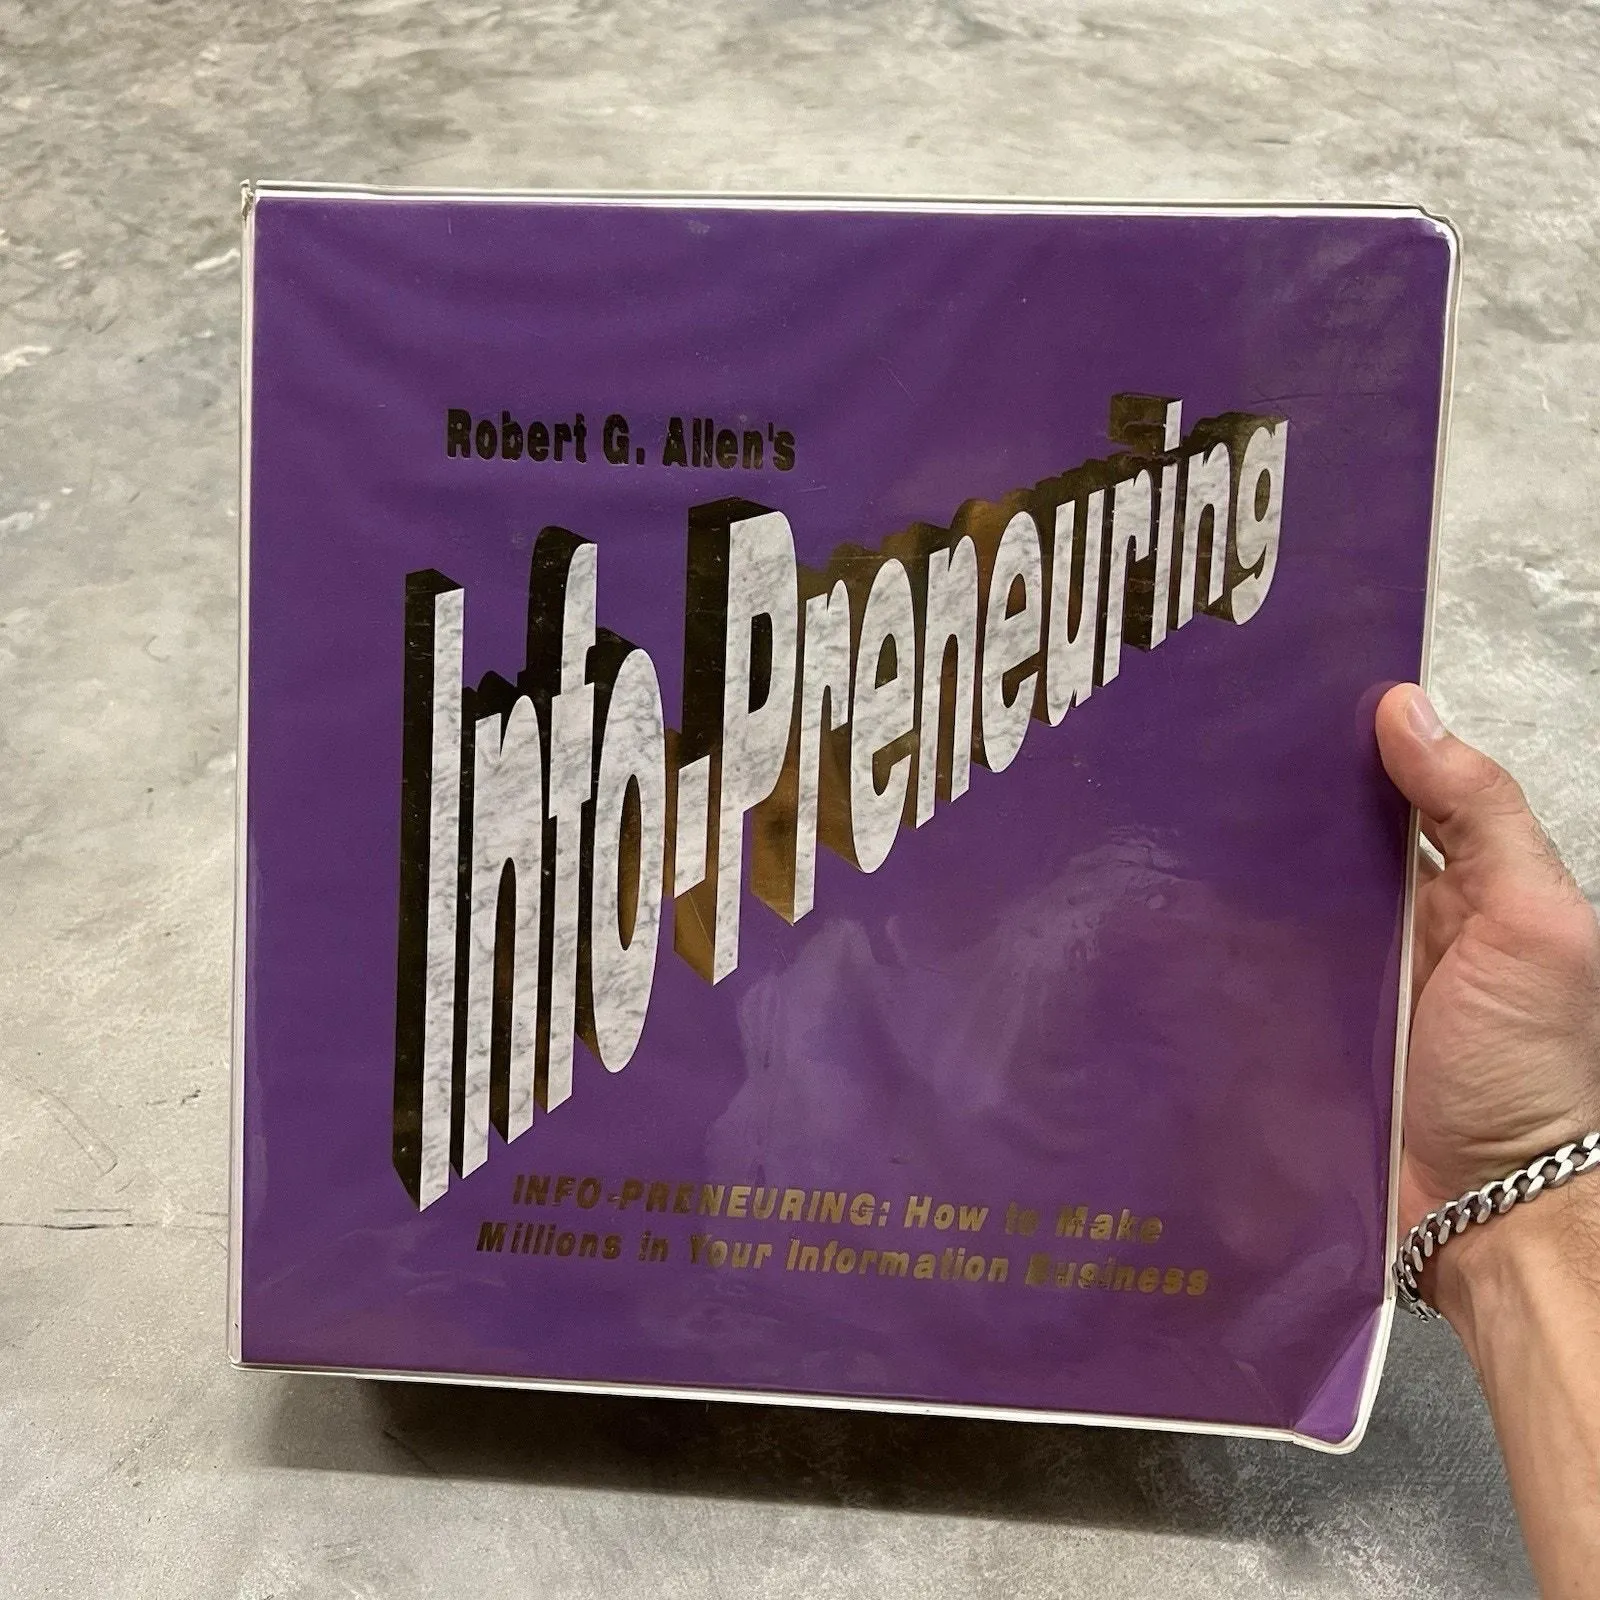 Robert G. Allen's
Info-Preneuring
INFO-PRENEURING: How to Make
Millions in Your Information Business